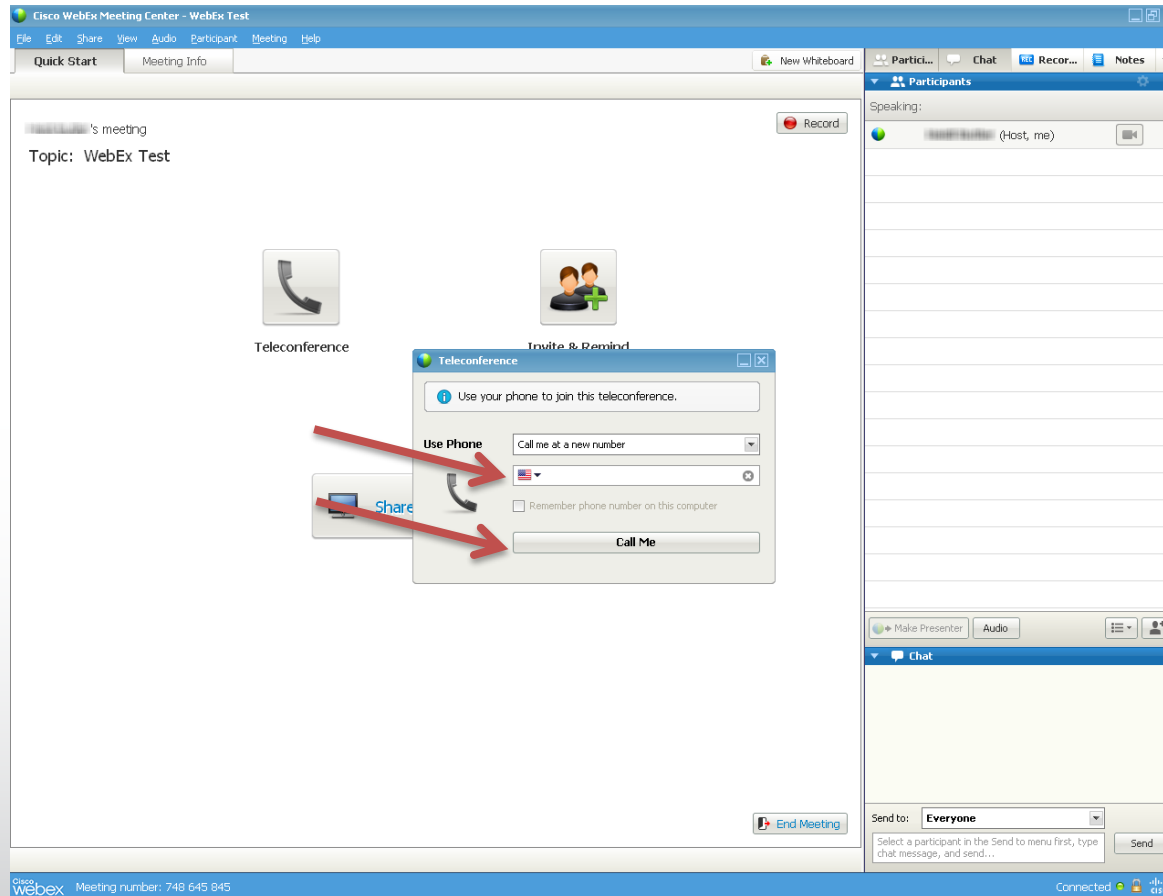 Cisco WebEx Meeting Center - WebEx Test
File Edit Share View Audio Participant Meeting Help
Quick Start Meeting Info New Whiteboard
Partici... Chat REC Recor... Notes
Participants
Speaking:
's meeting
Record
(Host, me)
Topic: WebEx Test
Teleconference
Invite & Remind
Teleconference
Use your phone to join this teleconference.
Use Phone Call me at a new number
Share
Remember phone number on this computer
Call Me
Make Presenter Audio
Chat
End Meeting
Send to: Everyone
Select a participant in the Send to menu first, type
chat message, and send...
Send
Cisco
webex Meeting number: 748 645 845
Connected